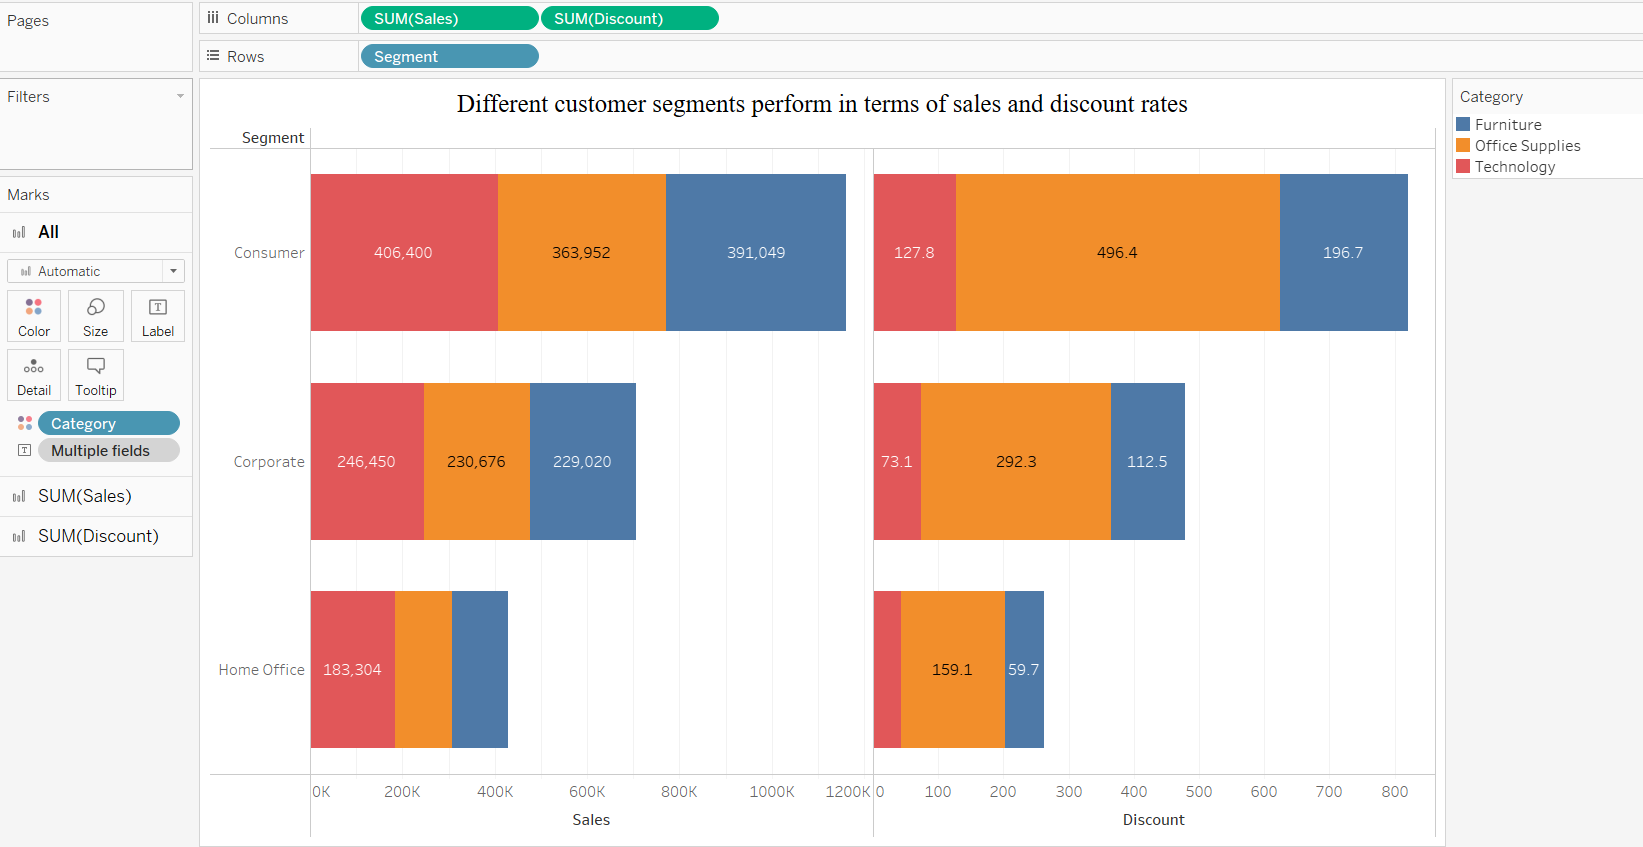 Pages
Columns
SUM(Sales)
SUM(Discount)
Rows
Segment
Filters
Marks
All
Automatic
Color
Size
Label
Detail
Tooltip
Category
Multiple fields
SUM(Sales)
SUM(Discount)
Different customer segments perform in terms of sales and discount rates
Segment
Consumer
406,400
363,952
391,049
127.8
496.4
196.7
Corporate
246,450
230,676
229,020
73.1
292.3
112.5
Home Office
183,304
159.1
59.7
0K
200K
400K
600K
800K
1000K
1200K
0
100
200
300
400
500
600
700
800
Sales
Discount
Category
Furniture
Office Supplies
Technology